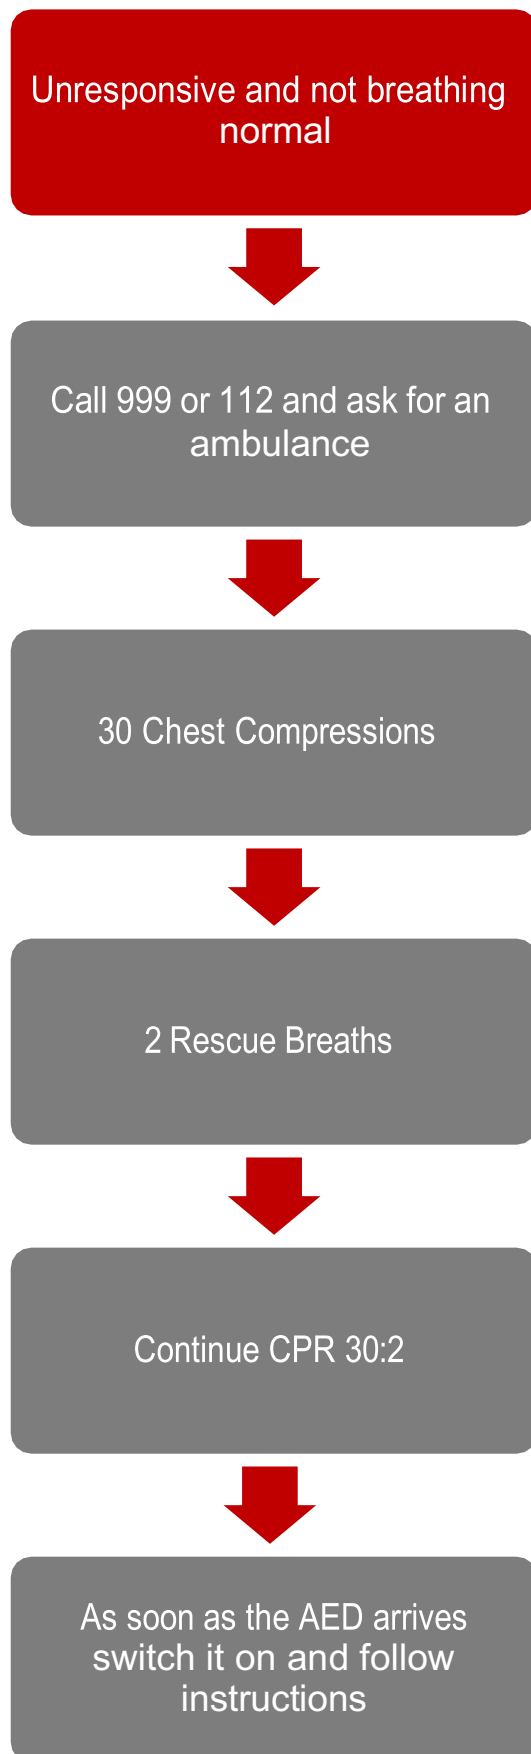 Unresponsive and not breathing
normal
Call 999 or 112 and ask for an
ambulance
30 Chest Compressions
2 Rescue Breaths
Continue CPR 30:2
As soon as the AED arrives
switch it on and follow
instructions